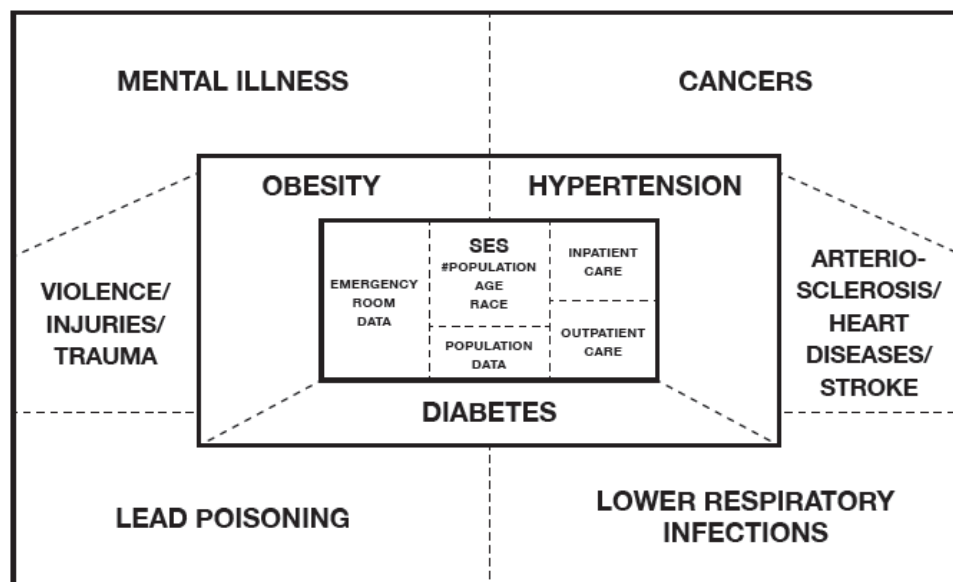 MENTAL ILLNESS
CANCERS
OBESITY
HYPERTENSION
VIOLENCE/
INJURIES/
TRAUMA
EMERGENCY
ROOM
DATA
SES
#POPULATION
AGE
RACE
POPULATION
DATA
INPATIENT
CARE
OUTPATIENT
CARE
ARTERIO-
SCLEROSIS/
HEART
DISEASES/
STROKE
DIABETES
LEAD POISONING
LOWER RESPIRATORY
INFECTIONS